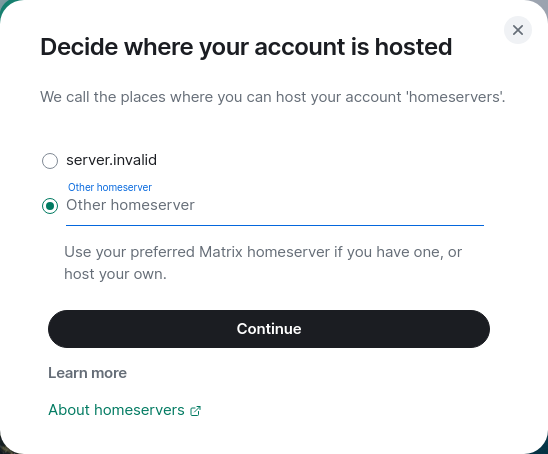 Decide where your account is hosted
We call the places where you can host your account 'homeservers'.
server.invalid
Other homeserver
Other homeserver
Use your preferred Matrix homeserver if you have one, or
host your own.
Continue
Learn more
About homeservers